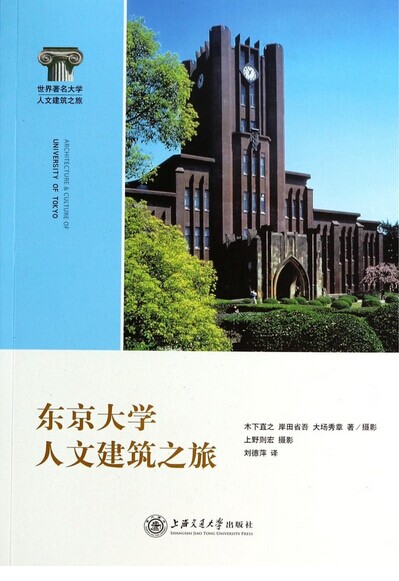 世界著名大学
人文建筑之旅
ARCHITECTURE & CULTURE OF
UNIVERSITY OF TOKYO
东京大学
人文建筑之旅
木下直之 岸田省吾 大场秀章 著/摄影
上野则宏 摄影
刘德萍 译
上海交通大学出版社
SHANGHAI JIAO TONG UNIVERSITY PRESS